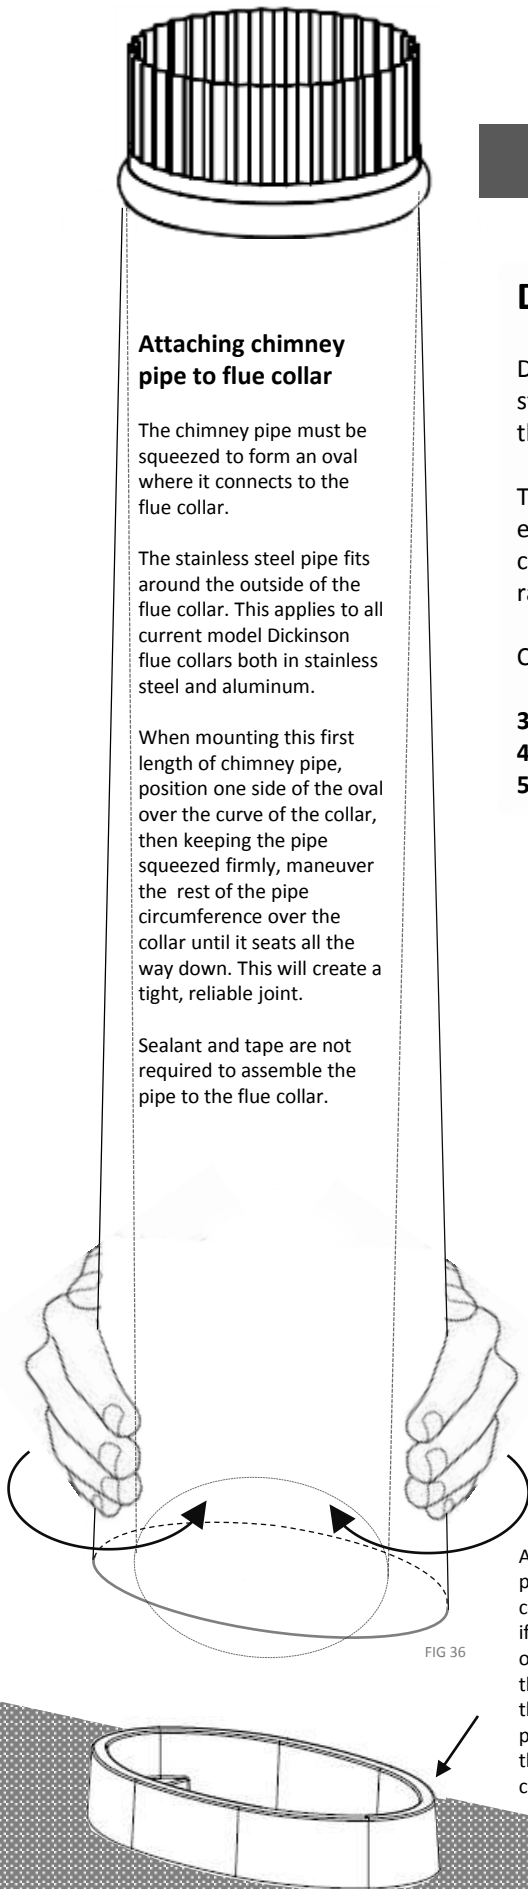 Attaching chimney
pipe to flue collar
The chimney pipe must be
squeezed to form an oval
where it connects to the
flue collar.
The stainless steel pipe fits
around the outside of the
flue collar. This applies to all
current model Dickinson
flue collars both in stainless
steel and aluminum.
When mounting this first
length of chimney pipe,
position one side of the oval
over the curve of the collar,
then keeping the pipe
squeezed firmly, maneuver
the rest of the pipe
circumference over the
collar until it seats all the
way down. This will create a
tight, reliable joint.
Sealant and tape are not
required to assemble the
pipe to the flue collar.
FIG 36
3
4
5